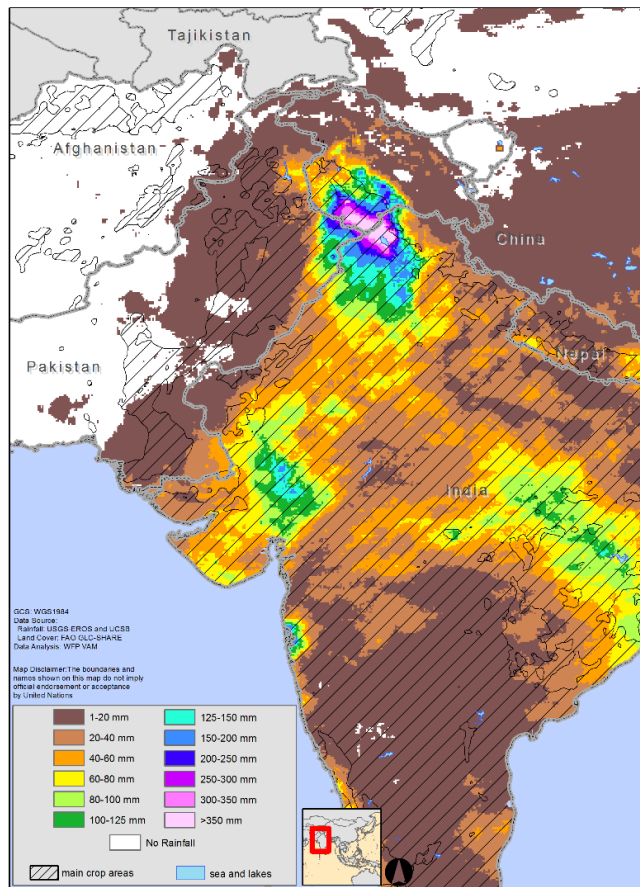 Tajikistan
Afghanistan
China
Nepal
Pakistan
India
GCS: WGS1984
Data Source:
Rainfall: USGS-EROS and UCSB
Land Cover: FAO GLC-SHARE
Data Analysis: WFP VAM
Map Disclaimer:The boundaries and
names shown on this map do not imply
official endorsement or acceptance
by United Nations
1-20 mm
20-40 mm
40-60 mm
60-80 mm
80-100 mm
100-125 mm
125-150 mm
150-200 mm
200-250 mm
250-300 mm
300-350 mm
>350 mm
No Rainfall
main crop areas
sea and lakes